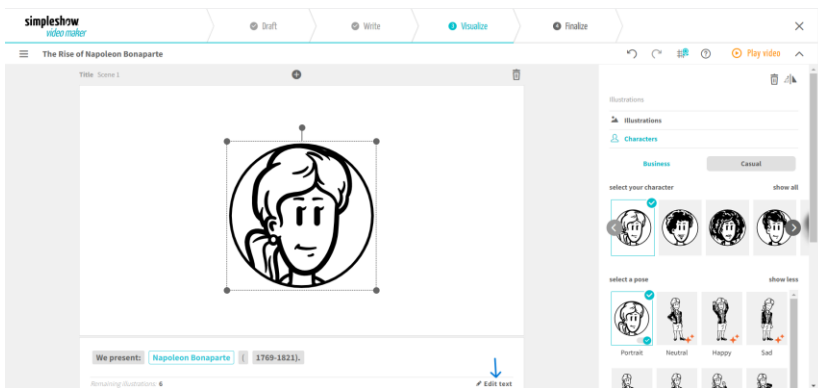 simpleshow
video maker
Draft
Write
3 Visualize
4 Finalize
The Rise of Napoleon Bonaparte
Play video
Title Scene 1
Illustrations
Illustrations
Characters
Business Casual
select your character show all
select a pose show less
Portrait Neutral Happy Sad
We present: Napoleon Bonaparte ( 1769-1821).
Remaining illustrations: 6
Edit text